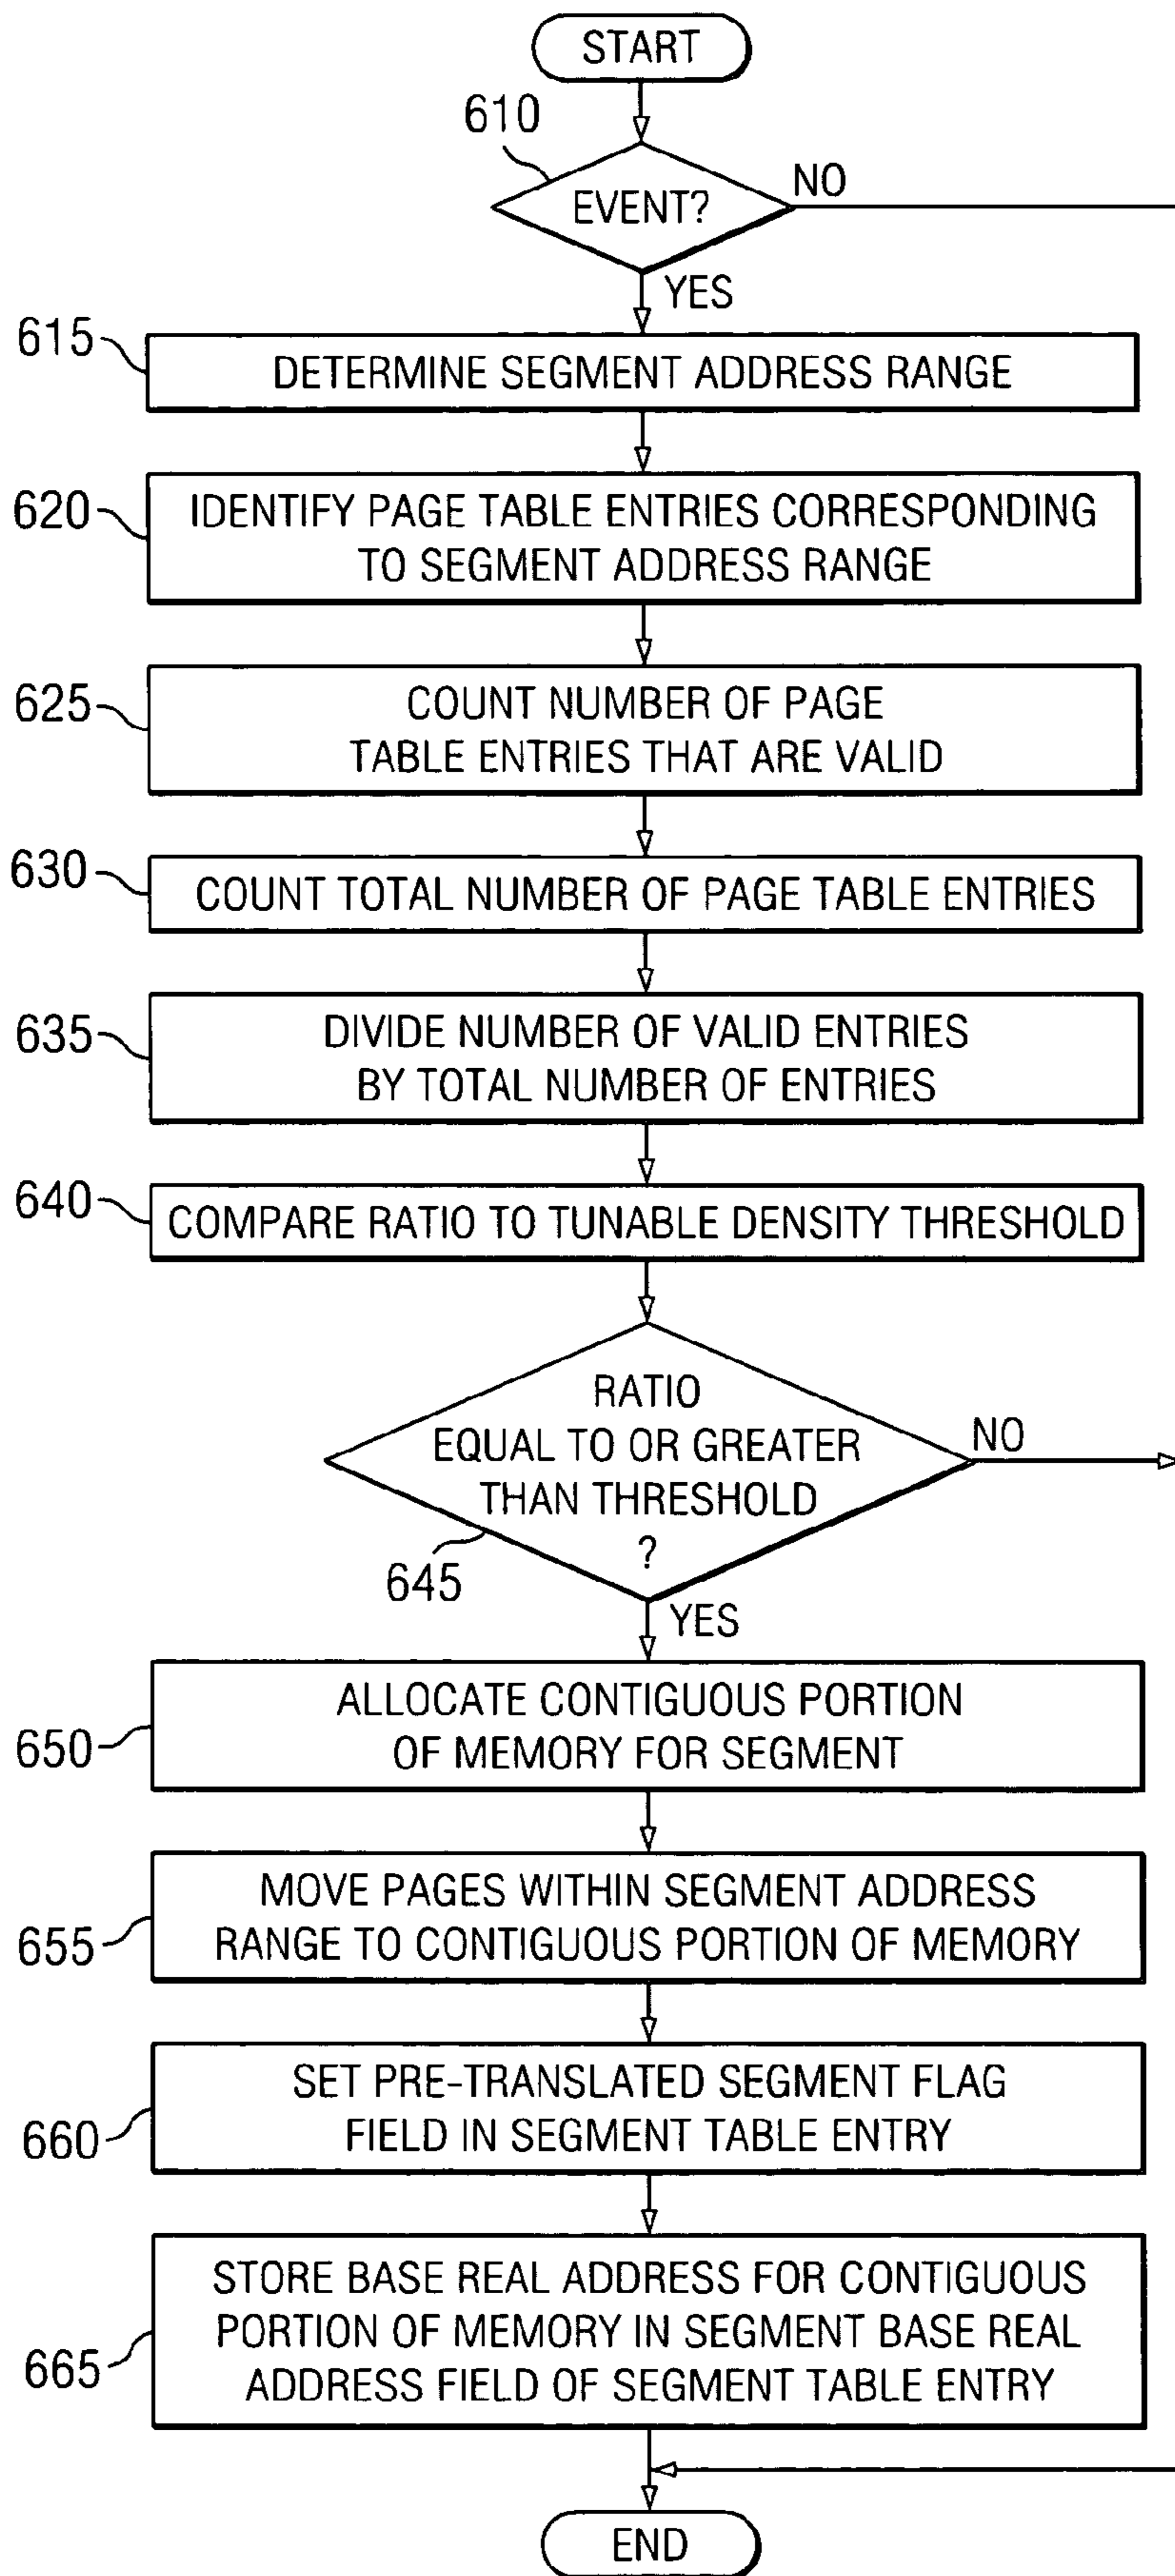 START
610
EVENT?
NO
YES
615
DETERMINE SEGMENT ADDRESS RANGE
620
IDENTIFY PAGE TABLE ENTRIES CORRESPONDING
TO SEGMENT ADDRESS RANGE
625
COUNT NUMBER OF PAGE
TABLE ENTRIES THAT ARE VALID
630
COUNT TOTAL NUMBER OF PAGE TABLE ENTRIES
635
DIVIDE NUMBER OF VALID ENTRIES
BY TOTAL NUMBER OF ENTRIES
640
COMPARE RATIO TO TUNABLE DENSITY THRESHOLD
RATIO
EQUAL TO OR GREATER
THAN THRESHOLD
?
NO
645
YES
650
ALLOCATE CONTIGUOUS PORTION
OF MEMORY FOR SEGMENT
655
MOVE PAGES WITHIN SEGMENT ADDRESS
RANGE TO CONTIGUOUS PORTION OF MEMORY
660
SET PRE-TRANSLATED SEGMENT FLAG
FIELD IN SEGMENT TABLE ENTRY
665
STORE BASE REAL ADDRESS FOR CONTIGUOUS
PORTION OF MEMORY IN SEGMENT BASE REAL
ADDRESS FIELD OF SEGMENT TABLE ENTRY
END